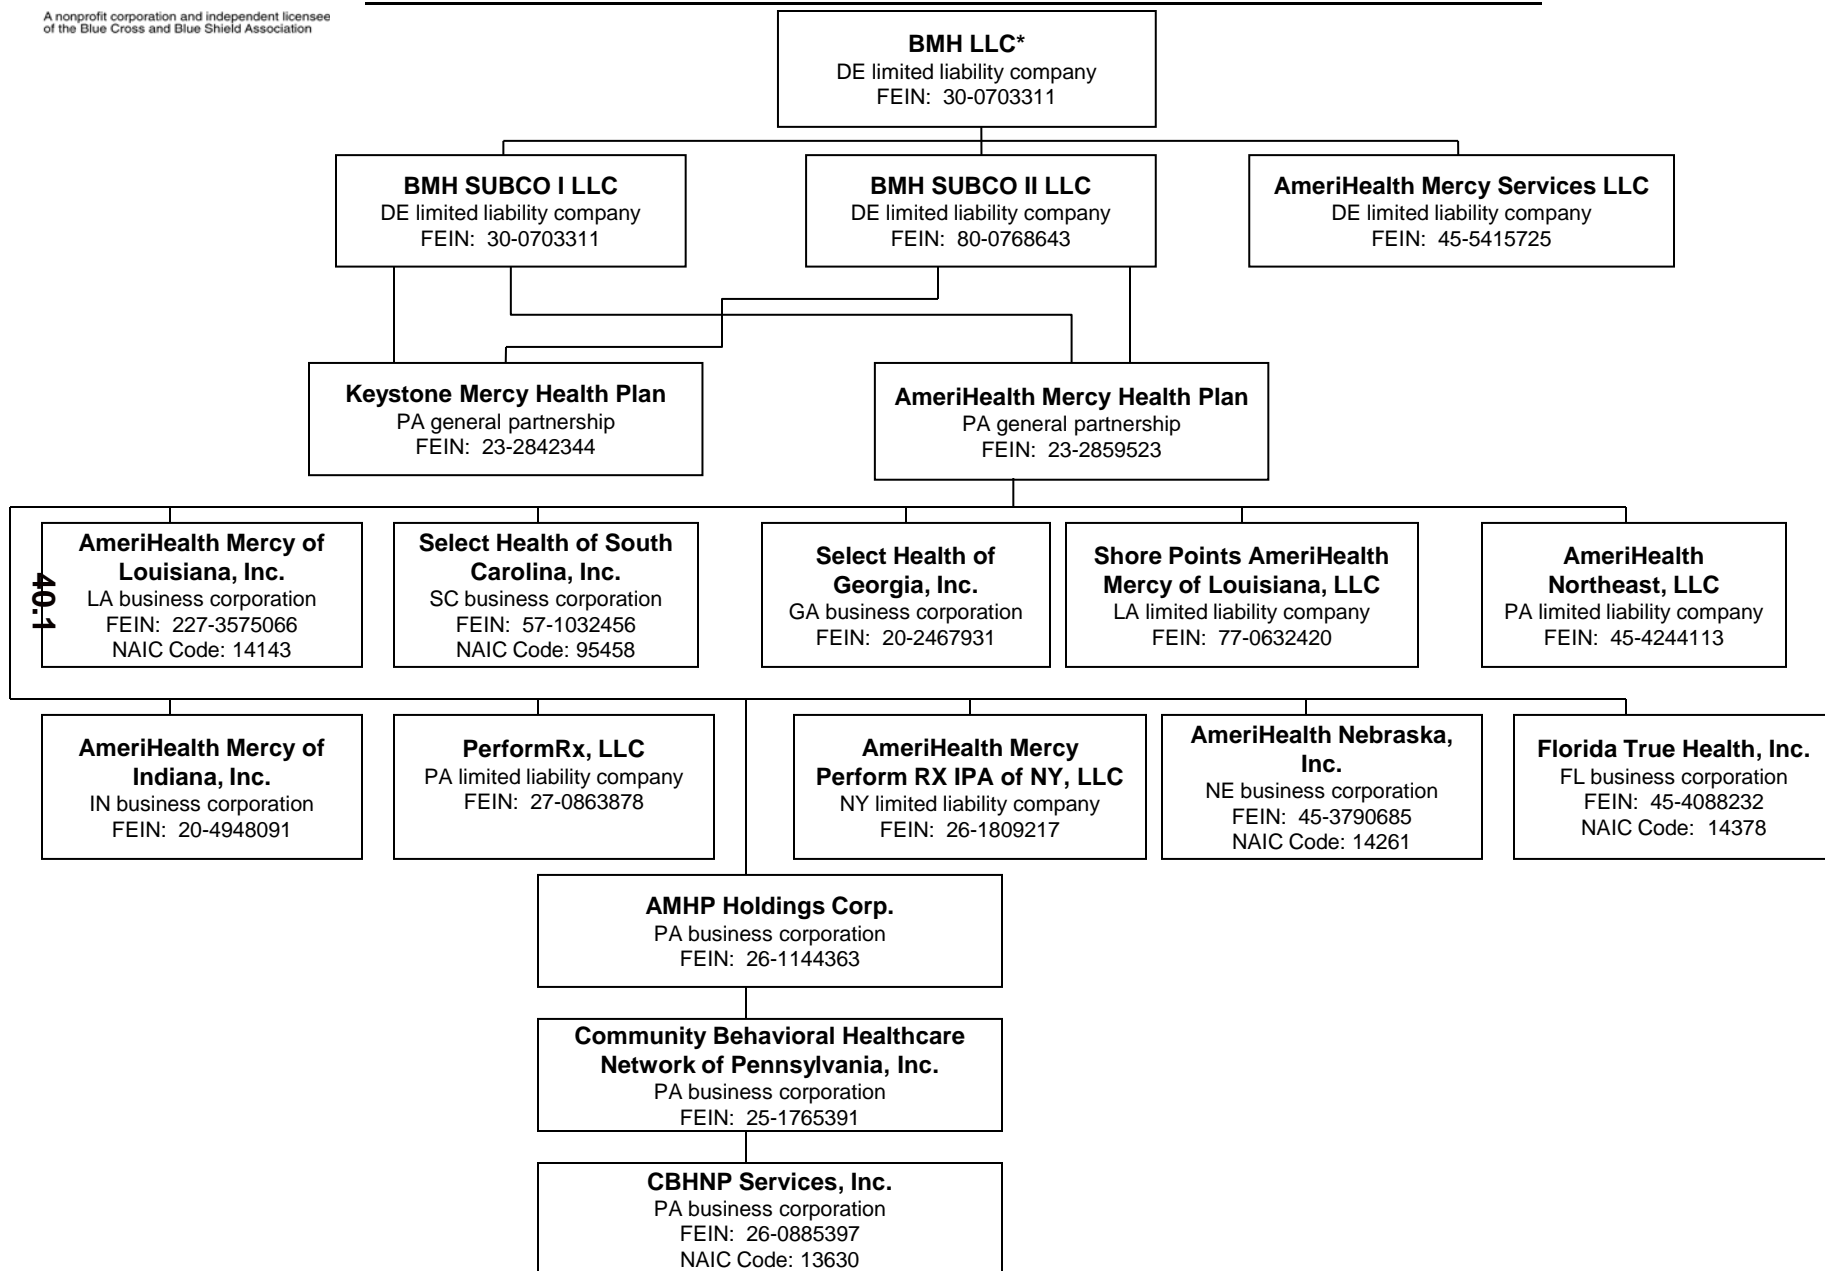 A nonprofit corporation and independent licensee
of the Blue Cross and Blue Shield Association
BMH LLC*
DE limited liability company
FEIN: 30-0703311
BMH SUBCO I LLC
DE limited liability company
FEIN: 30-0703311
BMH SUBCO II LLC
DE limited liability company
FEIN: 80-0768643
AmeriHealth Mercy Services LLC
DE limited liability company
FEIN: 45-5415725
Keystone Mercy Health Plan
PA general partnership
FEIN: 23-2842344
AmeriHealth Mercy Health Plan
PA general partnership
FEIN: 23-2859523
40.1
AmeriHealth Mercy of
Louisiana, Inc.
LA business corporation
FEIN: 227-3575066
NAIC Code: 14143
Select Health of South
Carolina, Inc.
SC business corporation
FEIN: 57-1032456
NAIC Code: 95458
Select Health of
Georgia, Inc.
GA business corporation
FEIN: 20-2467931
Shore Points AmeriHealth
Mercy of Louisiana, LLC
LA limited liability company
FEIN: 77-0632420
AmeriHealth
Northeast, LLC
PA limited liability company
FEIN: 45-4244113
AmeriHealth Mercy of
Indiana, Inc.
IN business corporation
FEIN: 20-4948091
PerformRx, LLC
PA limited liability company
FEIN: 27-0863878
AmeriHealth Mercy
Perform RX IPA of NY, LLC
NY limited liability company
FEIN: 26-1809217
AmeriHealth Nebraska,
Inc.
NE business corporation
FEIN: 45-3790685
NAIC Code: 14261
Florida True Health, Inc.
FL business corporation
FEIN: 45-4088232
NAIC Code: 14378
AMHP Holdings Corp.
PA business corporation
FEIN: 26-1144363
Community Behavioral Healthcare
Network of Pennsylvania, Inc.
PA business corporation
FEIN: 25-1765391
CBHNP Services, Inc.
PA business corporation
FEIN: 26-0885397
NAIC Code: 13630